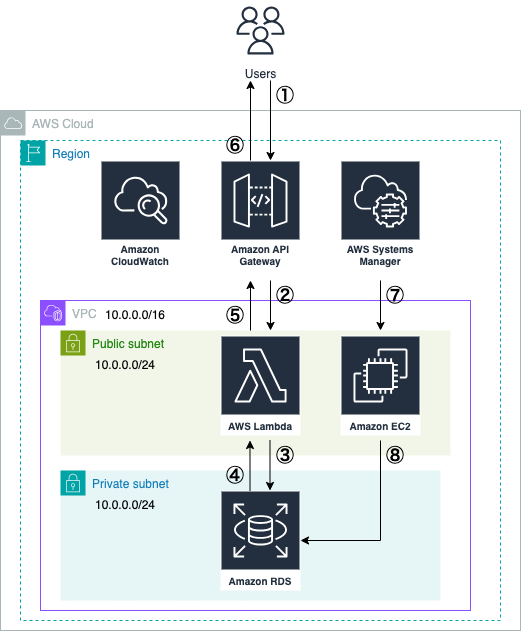 Users
①
AWS Cloud
⑥
Region
Amazon
CloudWatch
Amazon API
Gateway
AWS Systems
Manager
⑤
②
⑦
VPC 10.0.0.0/16
Public subnet
10.0.0.0/24
AWS Lambda
Amazon EC2
④
③
⑧
Private subnet
10.0.0.0/24
Amazon RDS